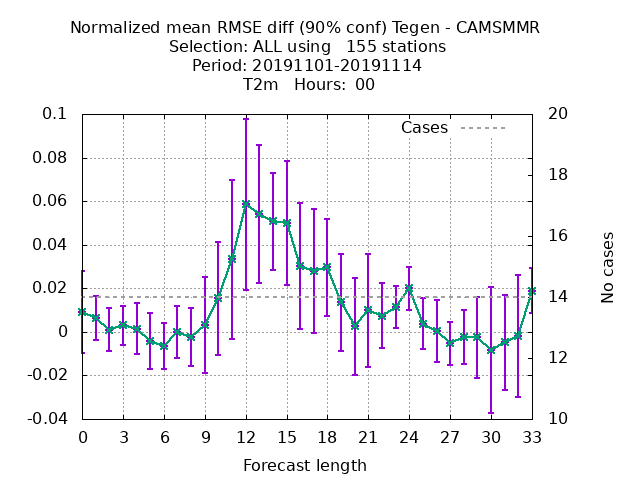 Normalized mean RMSE diff (90% conf) Tegen - CAMSMMR
Selection: ALL using   155 stations
Period: 20191101-20191114
T2m   Hours:  00
0.1
0.08
0.06
0.04
0.02
0
-0.02
-0.04
Cases
20
18
16
14
12
10
No cases
0 3 6 9 12 15 18 21 24 27 30 33
Forecast length